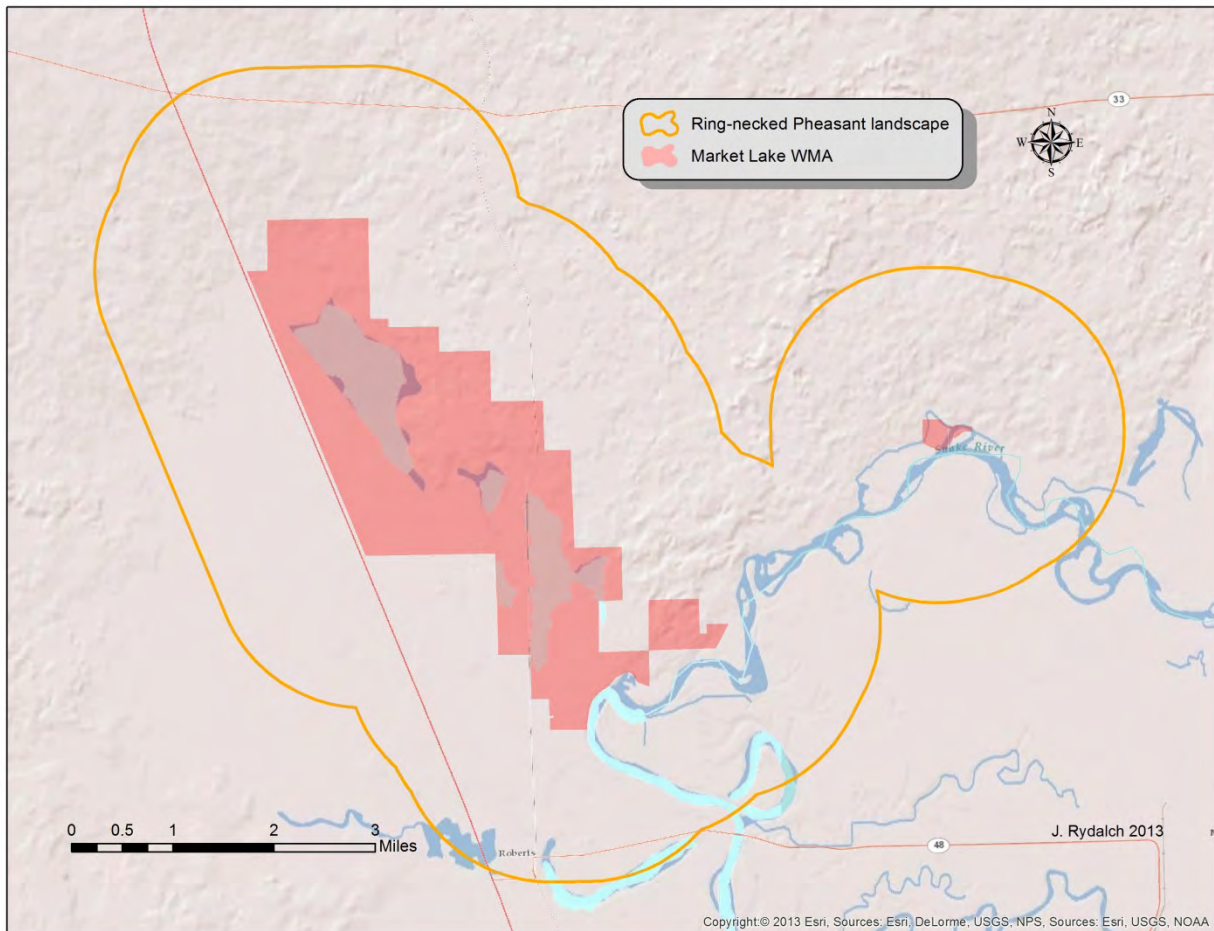 33
Ring-necked Pheasant landscape
Market Lake WMA
N
W E
S
Snake River
0 0.5 1 2 3
Miles
Roberts
J. Rydalch 2013
48
Copyright:© 2013 Esri, Sources: Esri, DeLorme, USGS, NPS, Sources: Esri, USGS, NOAA